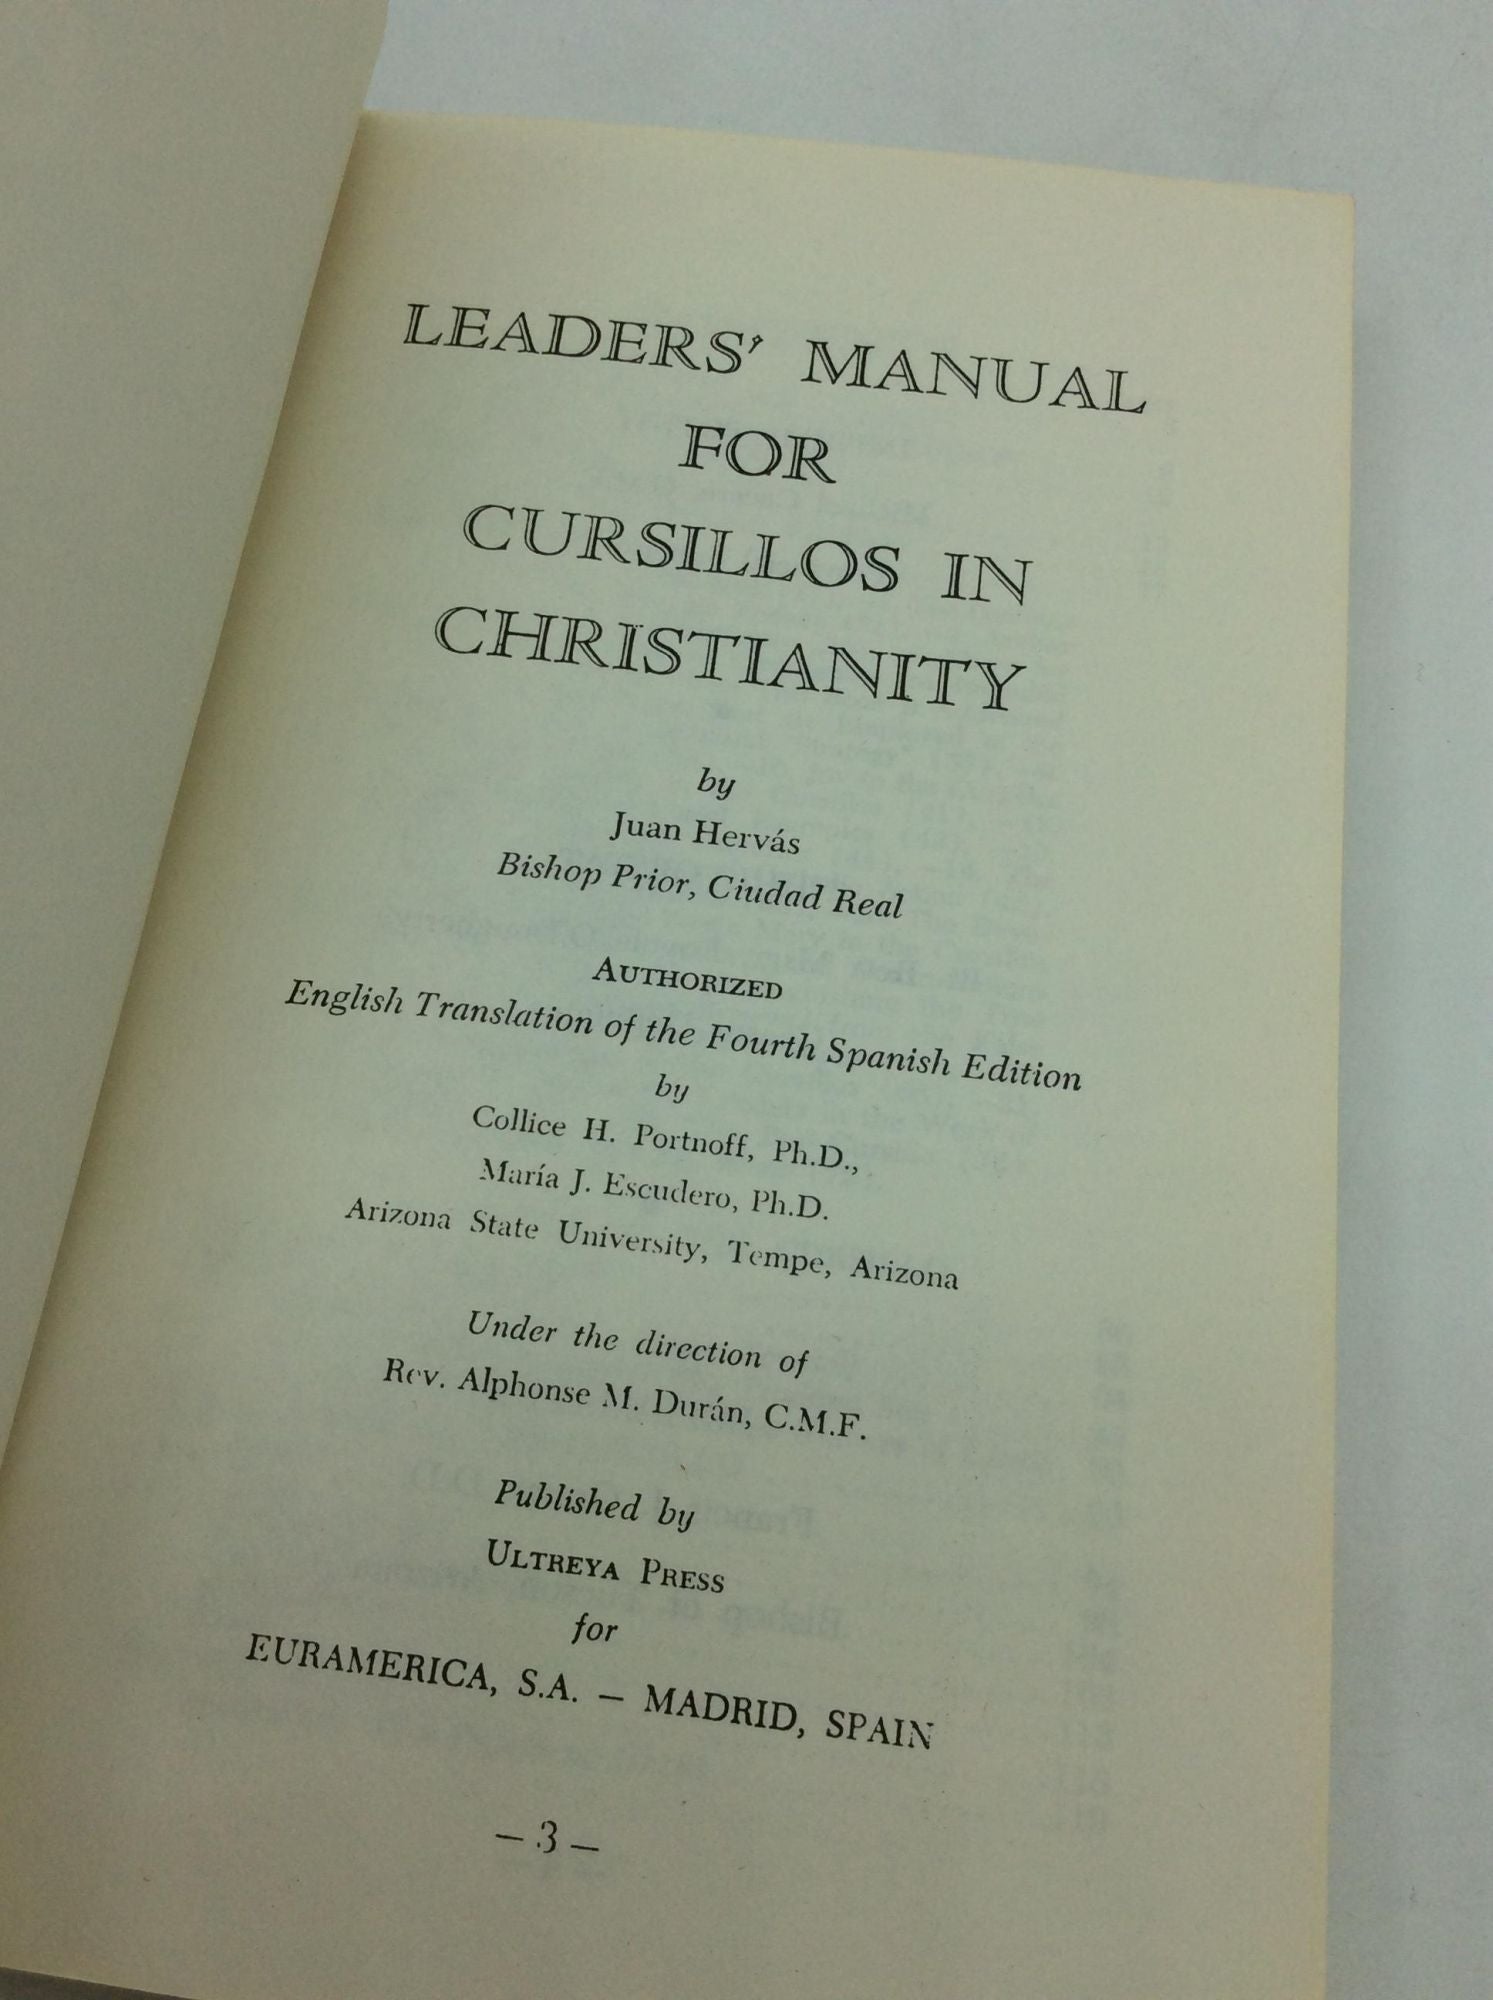 LEADERS' MANUAL
FOR
CURSILLOS IN
CHRISTIANITY
by
Juan Hervás
Bishop Prior, Ciudad Real
AUTHORIZED
English Translation of the Fourth Spanish Edition
by
Collice H. Portnoff, Ph.D.,
María J. Escudero, Ph.D.
Arizona State University, Tempe, Arizona
Under the direction of
Rev. Alphonse M. Durán, C.M.F.
Published by
ULTREYA PRESS
for
EURAMERICA, S.A. – MADRID, SPAIN
– 3 –